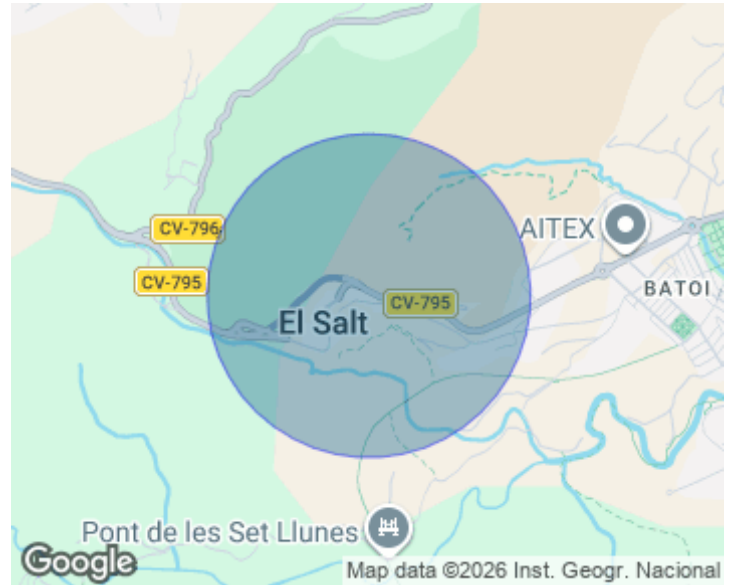 CV-796
AITEX
CV-795
BATOI
CV-795
El Salt
Pont de les Set Llunes
Google
Map data ©2026 Inst. Geogr. Nacional